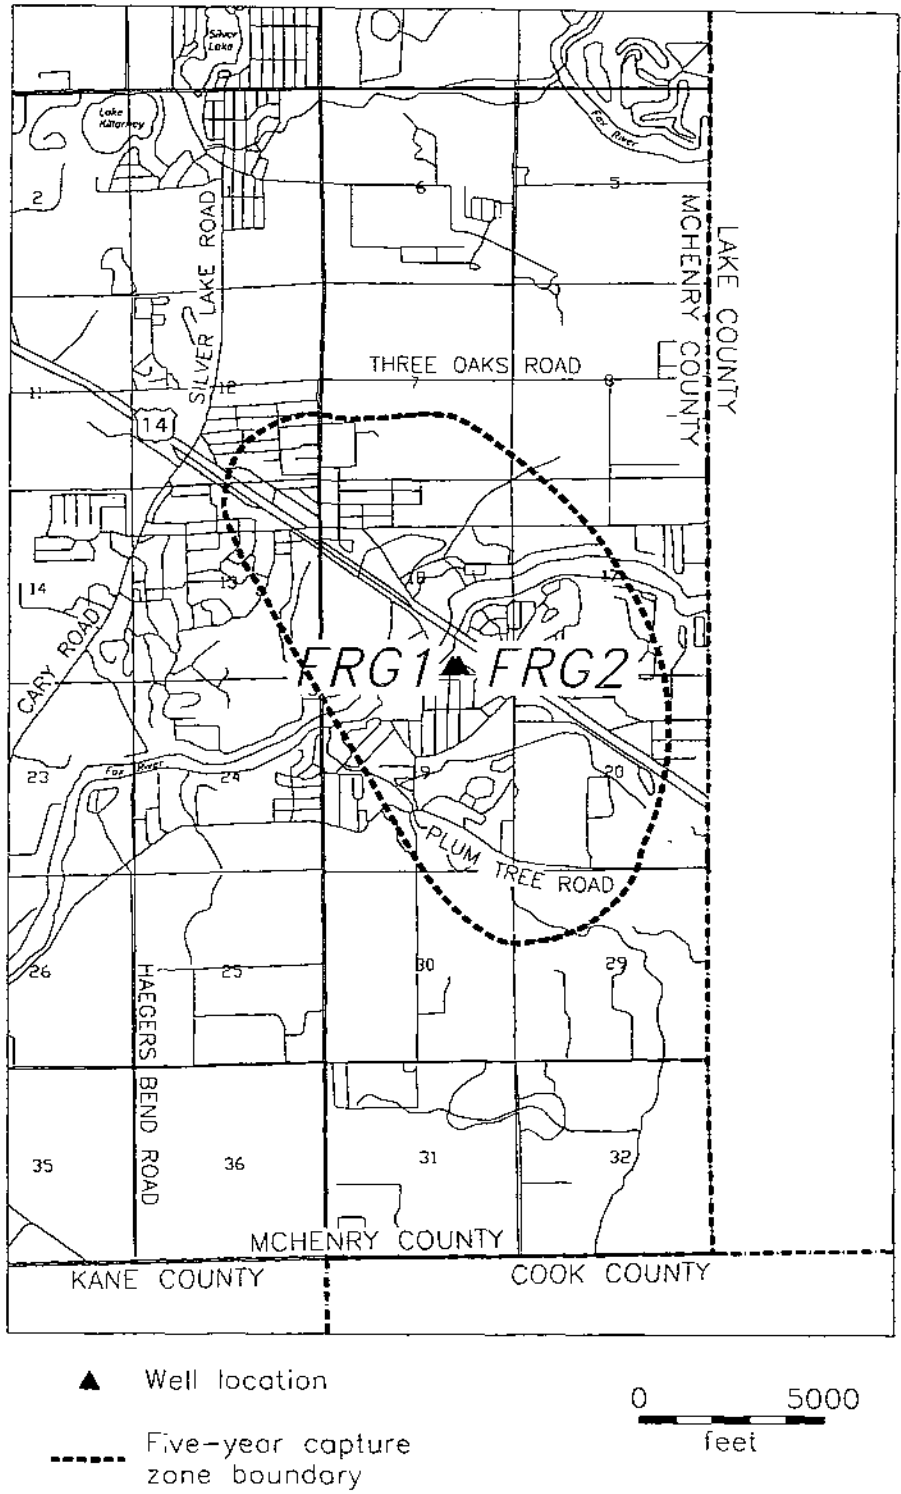 Silver
Lake
Lake
Killarney
Fox
River
2
1
6
5
SILVER LAKE ROAD
MCHENRY COUNTY
LAKE COUNTY
THREE OAKS ROAD
11
12
7
8
14
14
13
18
17
CARY ROAD
FRG1
FRG2
23
Fox River
24
19
20
PLUM TREE ROAD
26
25
30
29
HAEGERS BEND ROAD
35
36
31
32
MCHENRY COUNTY
KANE COUNTY
COOK COUNTY
Well location
0 5000
feet
Five-year capture
zone boundary